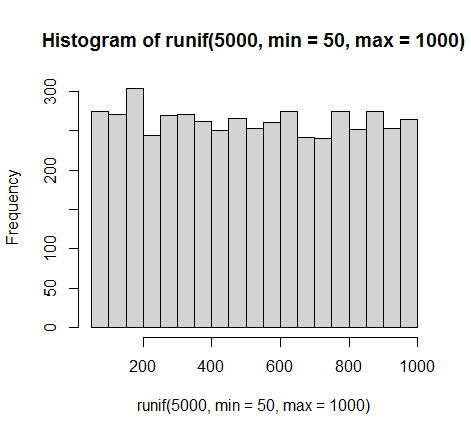 Histogram of runif(5000, min = 50, max = 1000)
Frequency
300
200
100
50
0
200 400 600 800 1000
runif(5000, min = 50, max = 1000)